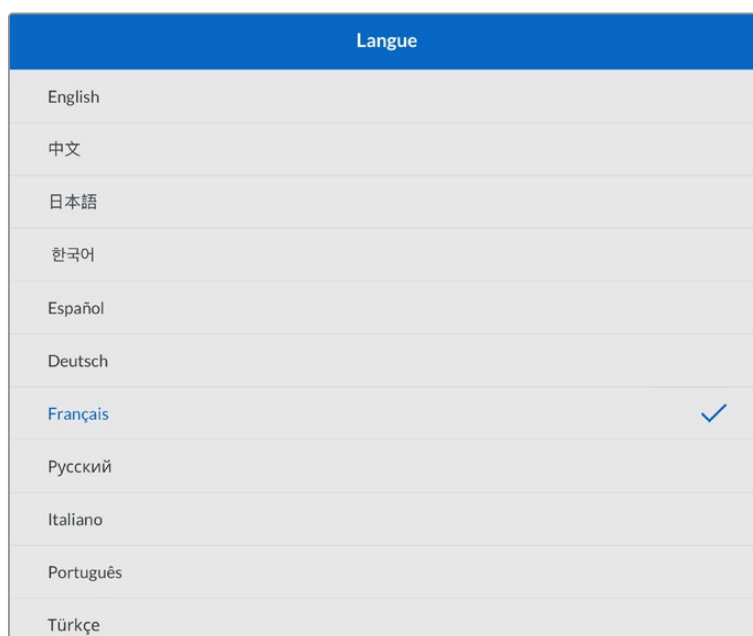 Langue
English
中文
日本語
한국어
Español
Deutsch
Français
Русский
Italiano
Português
Türkçe